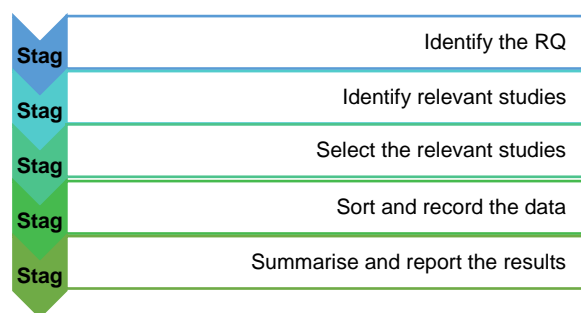 Stag
Identify the RQ
Stag
Identify relevant studies
Stag
Select the relevant studies
Stag
Sort and record the data
Stag
Summarise and report the results